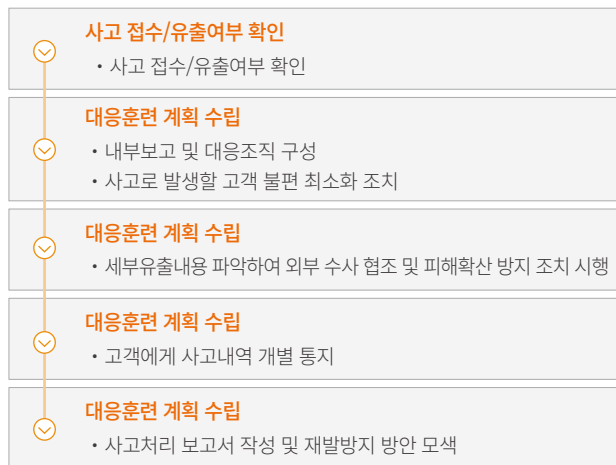 사고 접수/유출여부 확인
• 사고 접수/유출여부 확인
대응훈련 계획 수립
• 내부보고 및 대응조직 구성
• 사고로 발생할 고객 불편 최소화 조치
대응훈련 계획 수립
• 세부유출내용 파악하여 외부 수사 협조 및 피해확산 방지 조치 시행
대응훈련 계획 수립
• 고객에게 사고내역 개별 통지
대응훈련 계획 수립
• 사고처리 보고서 작성 및 재발방지 방안 모색